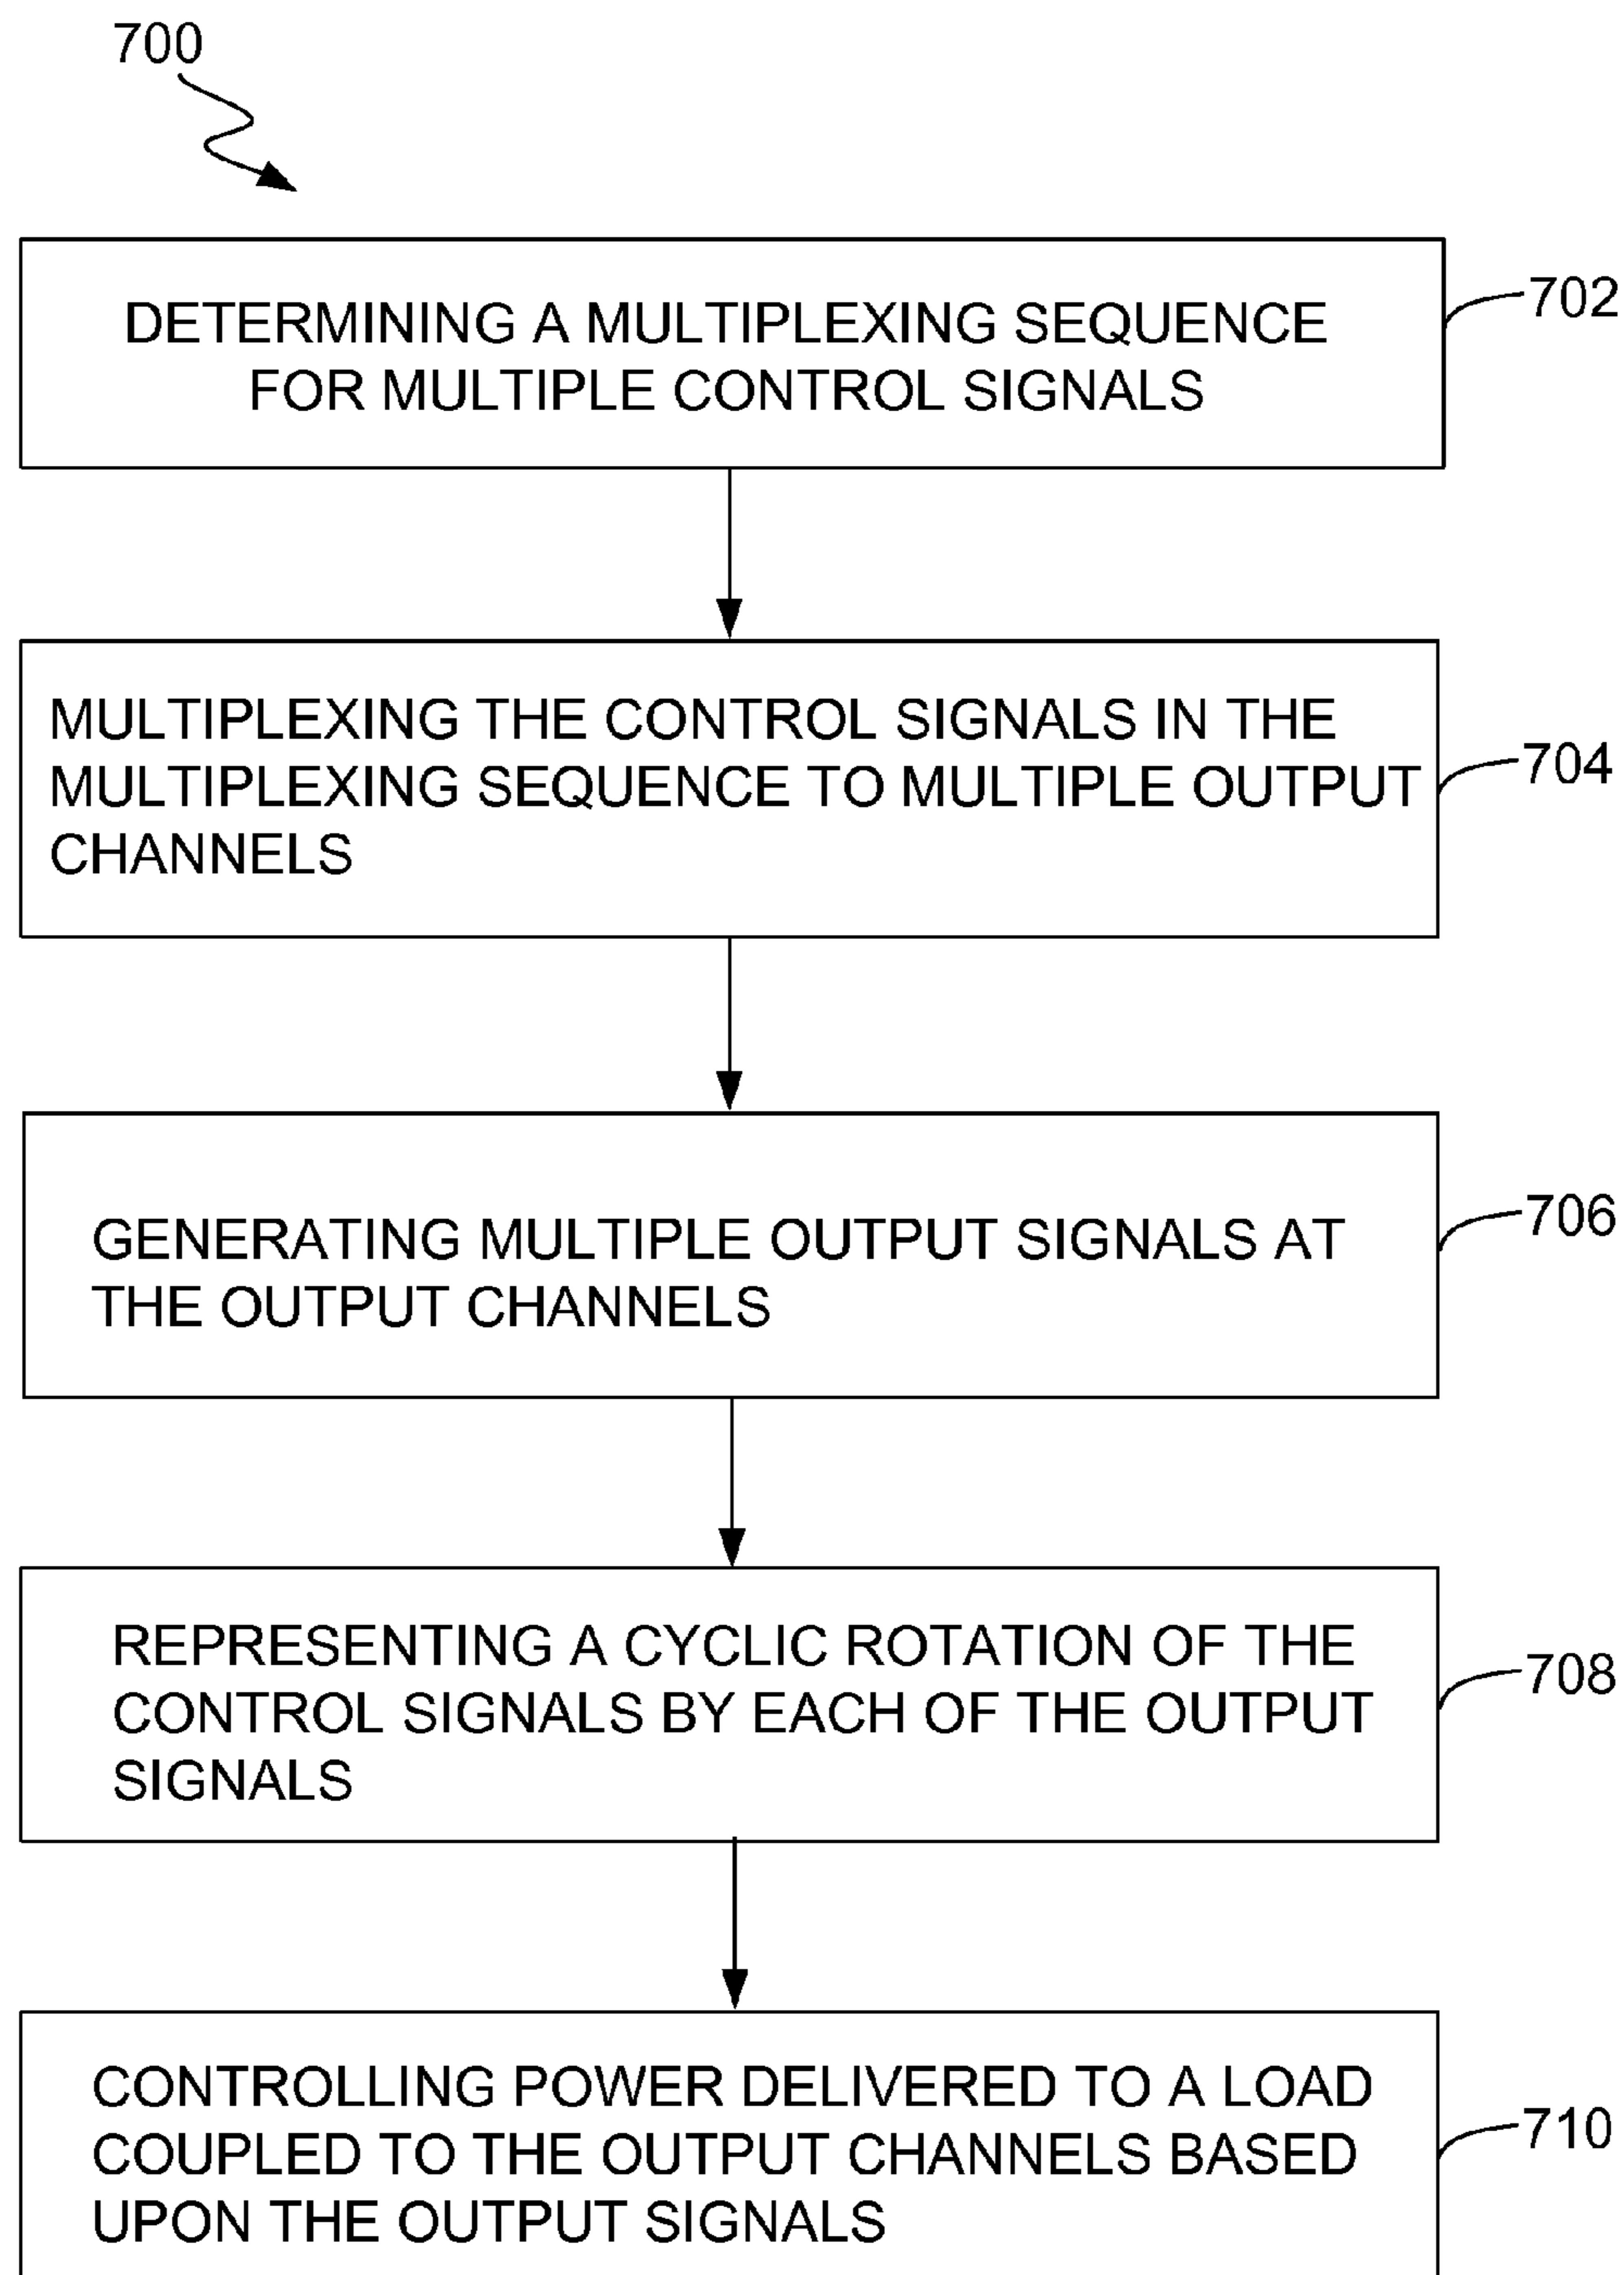 700
DETERMINING A MULTIPLEXING SEQUENCE
FOR MULTIPLE CONTROL SIGNALS
702
MULTIPLEXING THE CONTROL SIGNALS IN THE
MULTIPLEXING SEQUENCE TO MULTIPLE OUTPUT
CHANNELS
704
GENERATING MULTIPLE OUTPUT SIGNALS AT
THE OUTPUT CHANNELS
706
REPRESENTING A CYCLIC ROTATION OF THE
CONTROL SIGNALS BY EACH OF THE OUTPUT
SIGNALS
708
CONTROLLING POWER DELIVERED TO A LOAD
COUPLED TO THE OUTPUT CHANNELS BASED
UPON THE OUTPUT SIGNALS
710